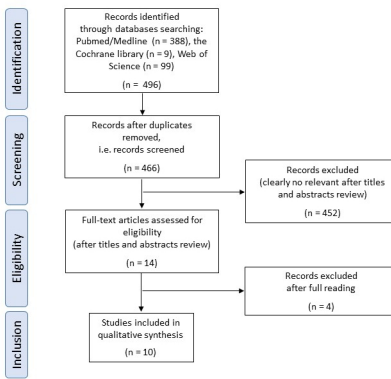 Identification
Records identified
through databases searching:
Pubmed/Medline (n = 388), the
Cochrane library (n = 9), Web of
Science (n = 99)
(n = 496)
Screening
Records after duplicates
removed,
i.e. records screened
(n = 466)
Records excluded
(clearly no relevant after titles
and abstracts review)
(n = 452)
Eligibility
Full-text articles assessed for
eligibility
(after titles and abstracts review)
(n = 14)
Records excluded
after full reading
(n = 4)
Inclusion
Studies included in
qualitative synthesis
(n = 10)